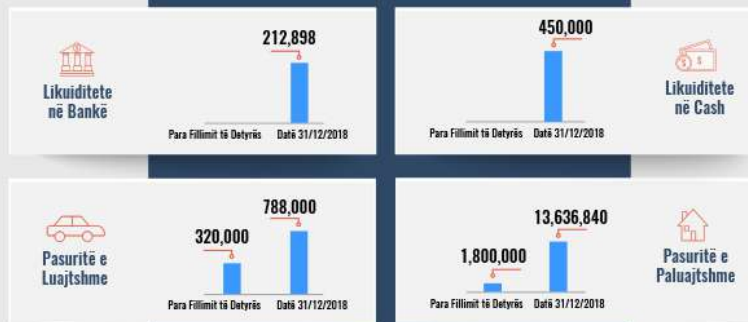 Likuiditete
në Bankë
212,898
Para Fillimit të Detyrës Datë 31/12/2018
450,000
Para Fillimit të Detyrës Datë 31/12/2018
Likuiditete
në Cash
Pasuritë e
Luajtshme
320,000
788,000
Para Fillimit të Detyrës Datë 31/12/2018
1,800,000
13,636,840
Para Fillimit të Detyrës Datë 31/12/2018
Pasuritë e
Paluajtshme